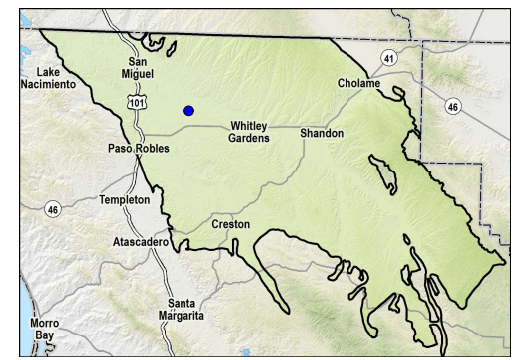 San
Miguel
41
Lake
Nacimiento
Cholame
101
46
Whitley
Gardens
Shandon
Paso Robles
Templeton
46
Creston
Atascadero
Santa
Margarita
Morro
Bay